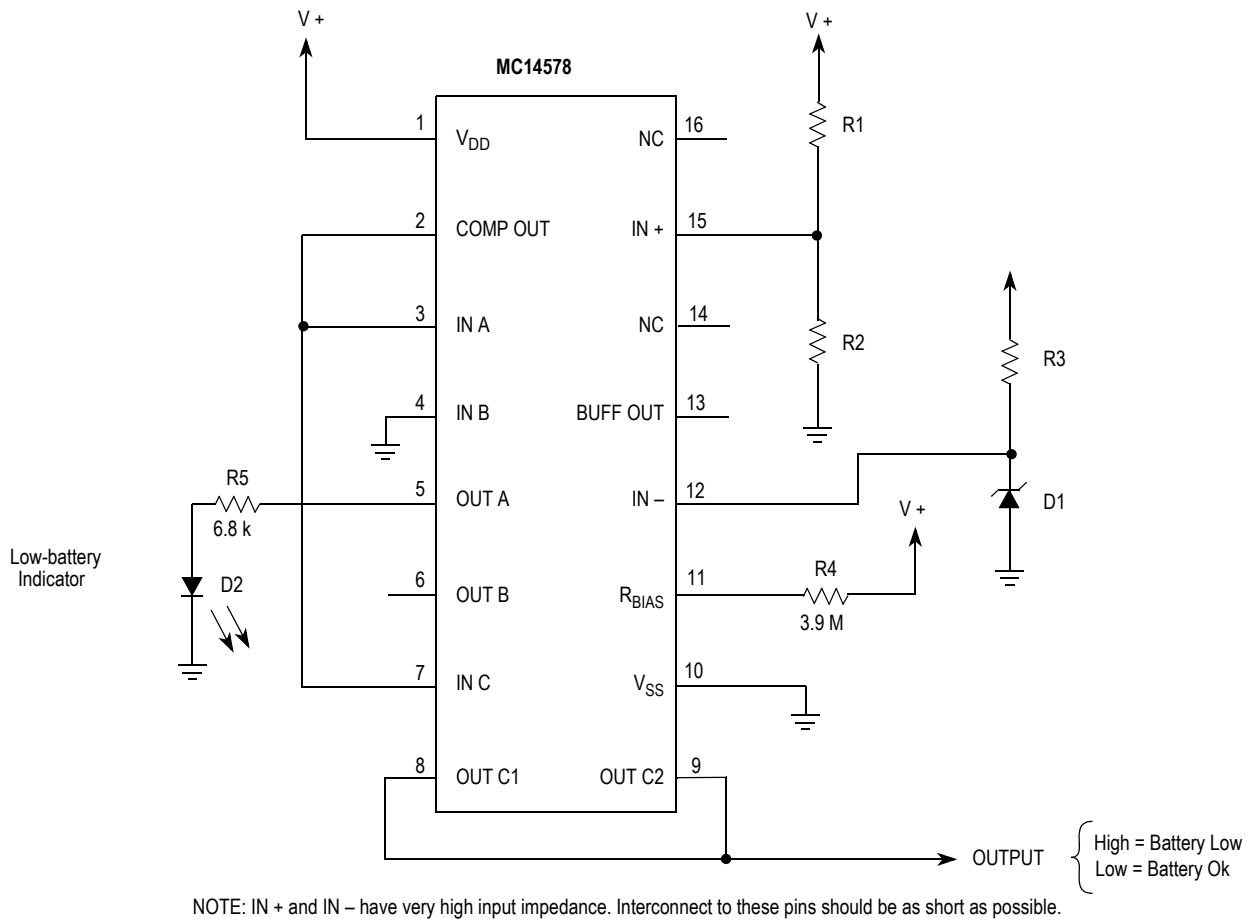 V +
V +
MC14578
1
VDD
NC
16
R1
2
COMP OUT
IN +
15
3
IN A
NC
14
R2
R3
4
IN B
BUFF OUT
13
R5
6.8 k
5
OUT A
IN –
12
D1
V +
Low-battery
Indicator
D2
6
OUT B
RBIAS
11
R4
3.9 M
7
IN C
VSS
10
8
OUT C1
OUT C2
9
OUTPUT
High = Battery Low
Low = Battery Ok
NOTE: IN + and IN – have very high input impedance. Interconnect to these pins should be as short as possible.